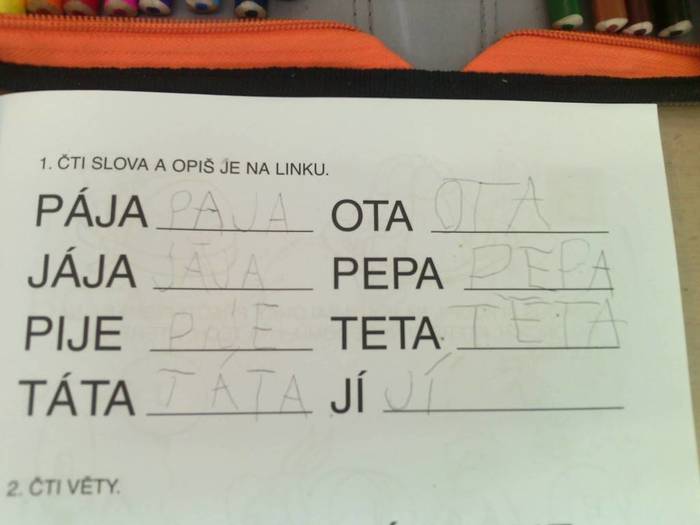 1. ČTI SLOVA A OPIŠ JE NA LINKU.
PÁJA PAJA OTA OTA
JÁJA JÁJA PEPA PEPA
PIJE TETA TETA
TÁTA TÁTA JÍ JÍ
2. ČTI VĚTY.